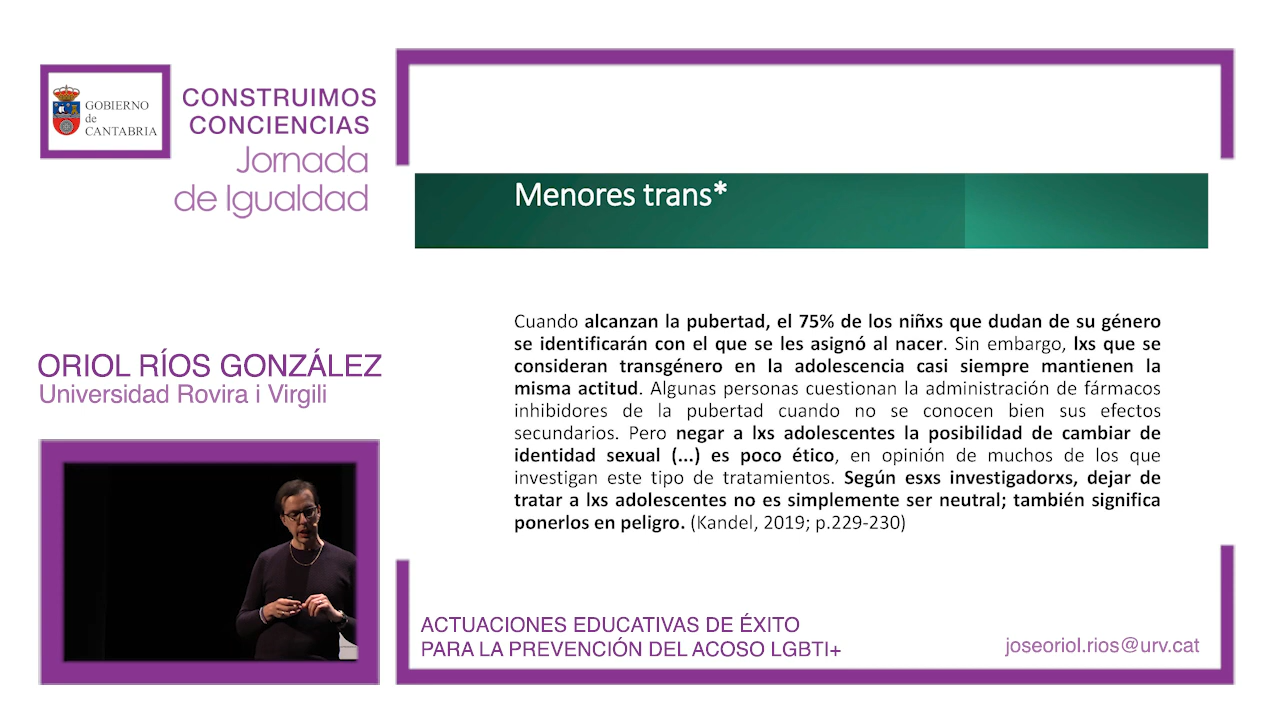 GOBIERNO
de
CANTABRIA
CONSTRUIMOS
CONCIENCIAS
Jornada
de Igualdad
Menores trans*
Cuando alcanzan la pubertad, el 75% de los niñxs que dudan de su género
se identificarán con el que se les asignó al nacer. Sin embargo, lxs que se
consideran transgénero en la adolescencia casi siempre mantienen la
misma actitud. Algunas personas cuestionan la administración de fármacos
inhibidores de la pubertad cuando no se conocen bien sus efectos
secundarios. Pero negar a lxs adolescentes la posibilidad de cambiar de
identidad sexual (...) es poco ético, en opinión de muchos de los que
investigan este tipo de tratamientos. Según esxs investigadorxs, dejar de
tratar a lxs adolescentes no es simplemente ser neutral; también significa
ponerlos en peligro. (Kandel, 2019; p.229-230)
ORIOL RÍOS GONZÁLEZ
Universidad Rovira i Virgili
ACTUACIONES EDUCATIVAS DE ÉXITO
PARA LA PREVENCIÓN DEL ACOSO LGBTI+
joseoriol.rios@urv.cat